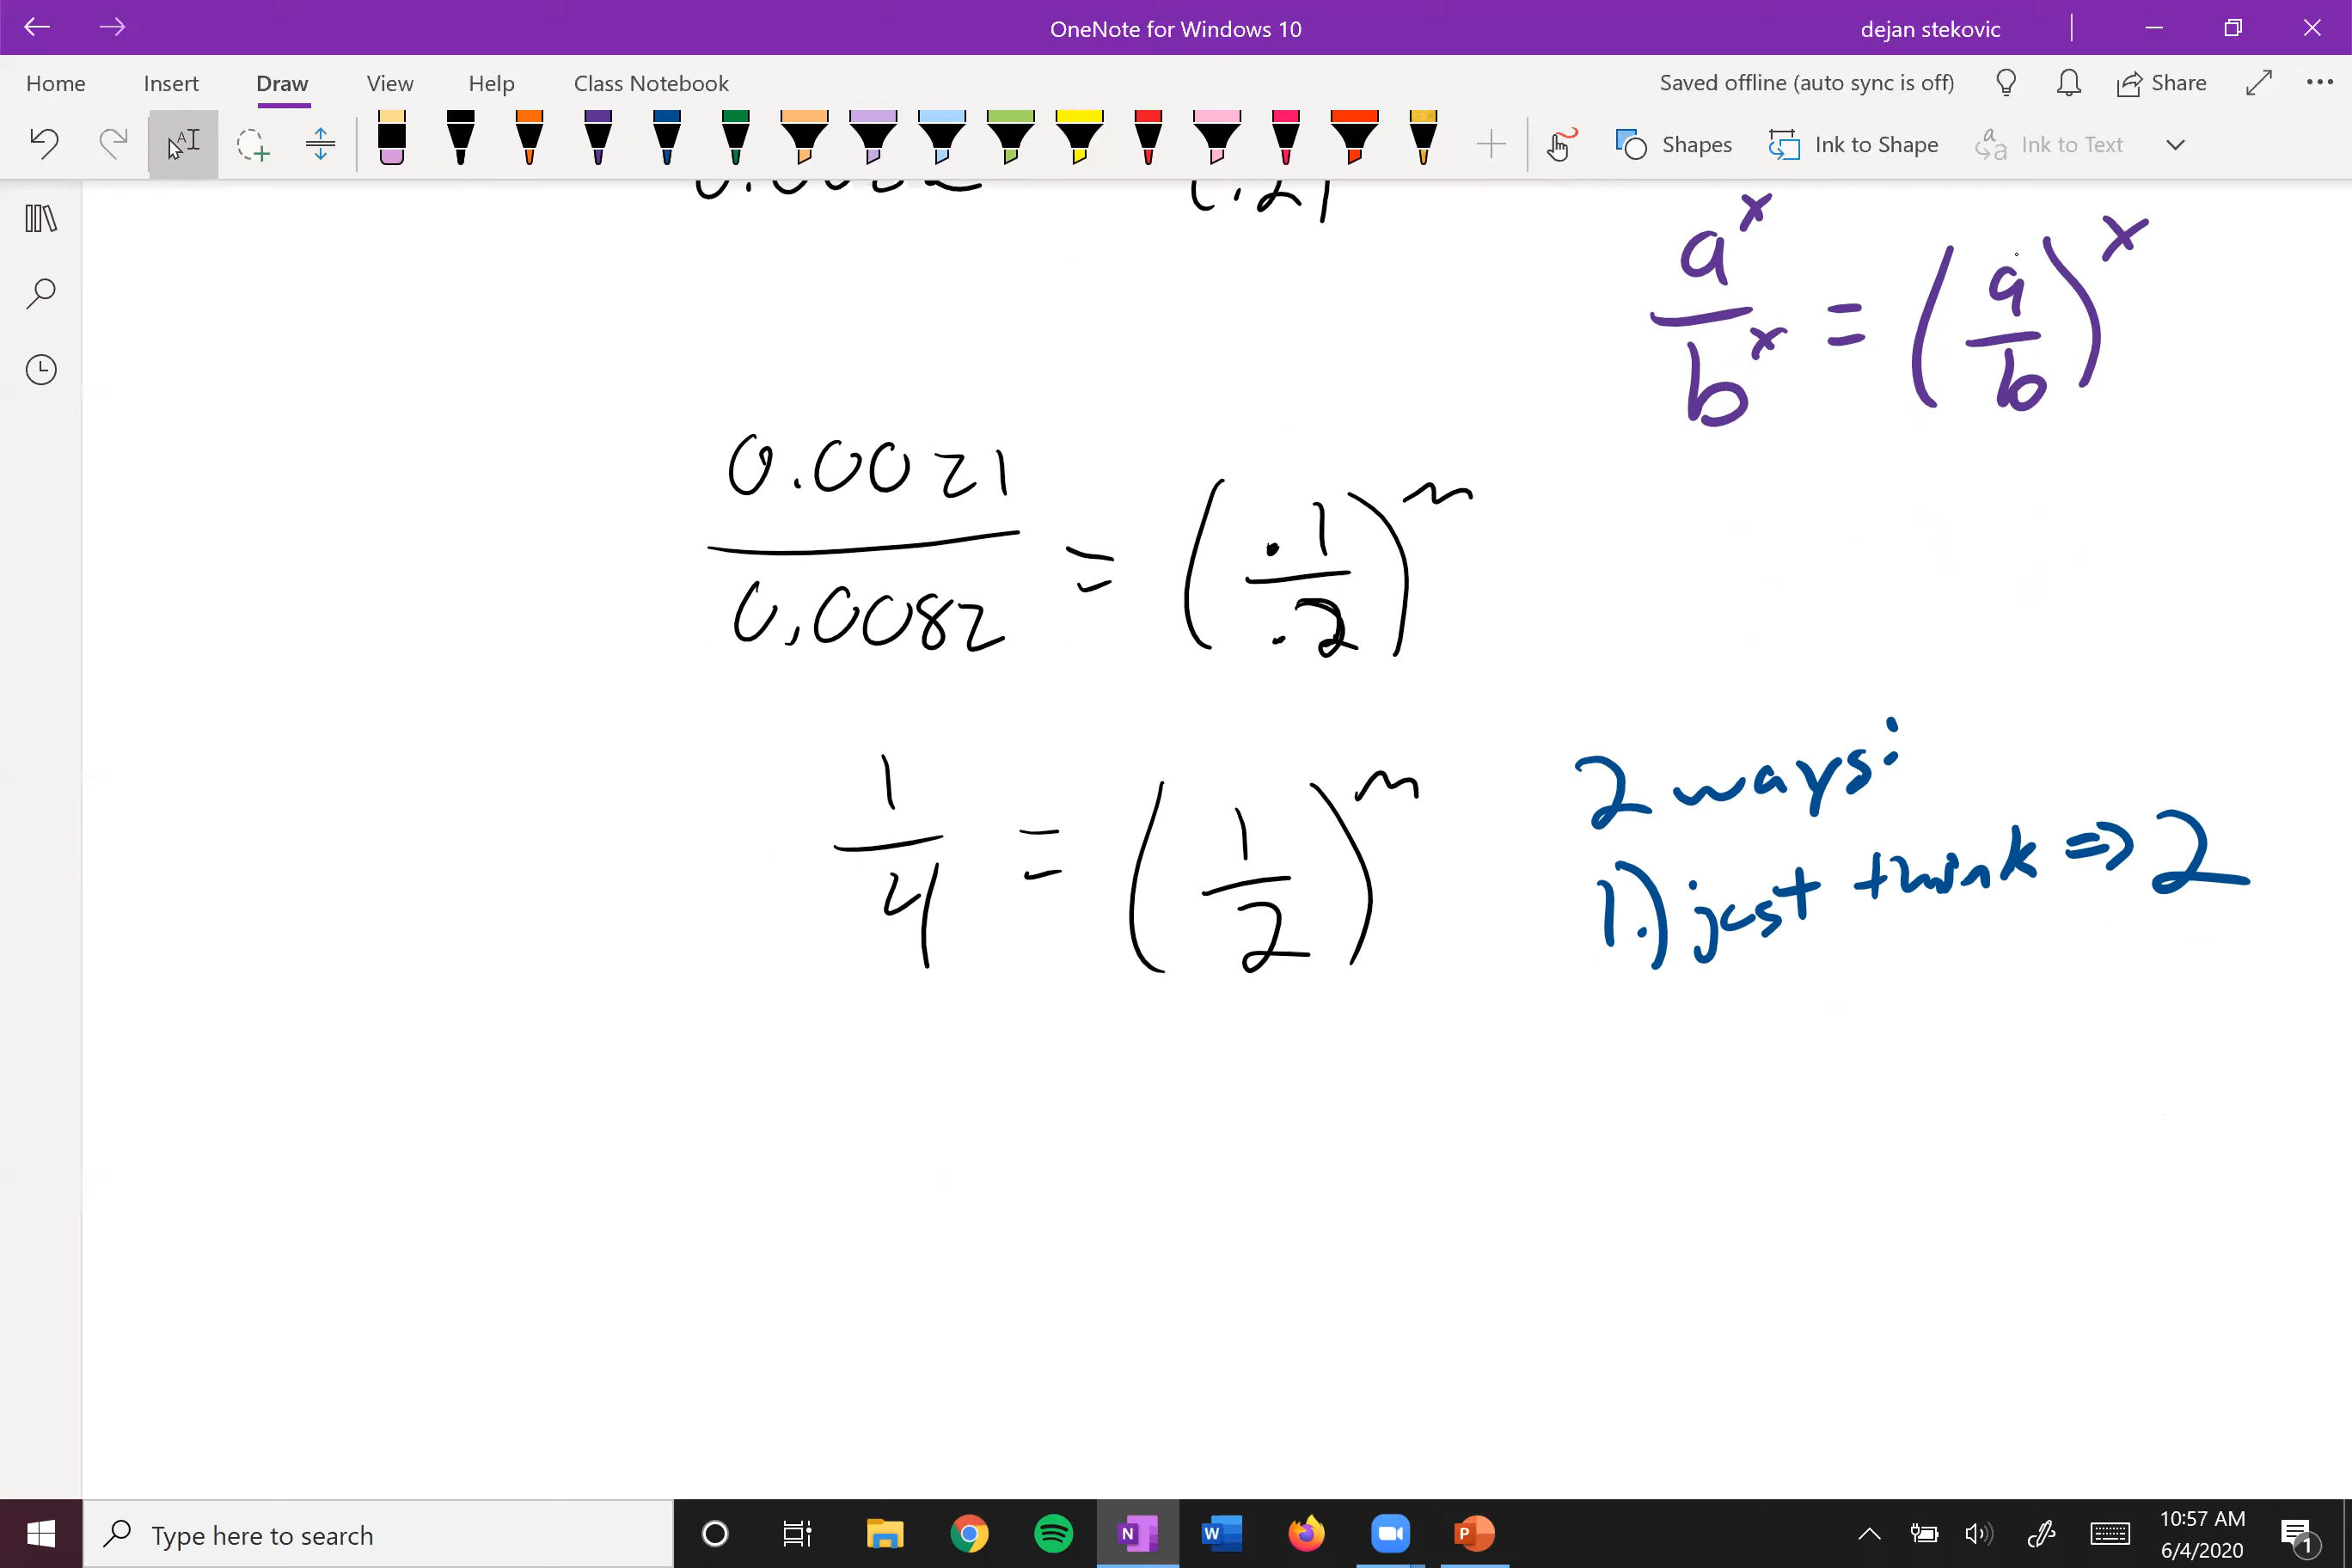 OneNote for Windows 10
dejan stekovic
Home Insert Draw View Help Class Notebook
Saved offline (auto sync is off) Share
Shapes Ink to Shape Ink to Text
a^x / b^x = (a/b)^x
0.0021 / 0.0082 = (.1/.2)^m
1/4 = (1/2)^m
2 ways:
1.) just think => 2
Type here to search
10:57 AM
6/4/2020
1